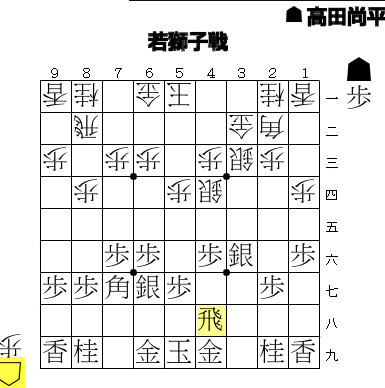 ☗高田尚平
若獅子戦
9 8 7 6 5 4 3 2 1
香 桂 金 王 桂 香 一
飛 金 角 二
歩 歩 歩 歩 銀 歩 三
歩 歩 銀 歩 四
五
歩 歩 歩 銀 歩 六
歩 歩 角 銀 歩 歩 七
飛 八
香 桂 金 玉 金 桂 香 九
☗歩
歩